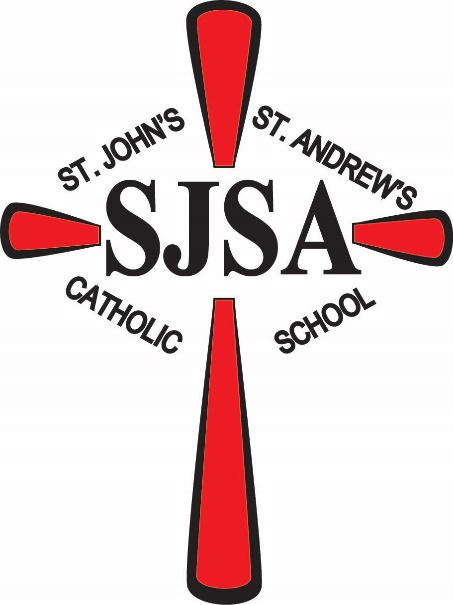 ST. JOHN'S
ST. ANDREW'S
SJSA
CATHOLIC
SCHOOL